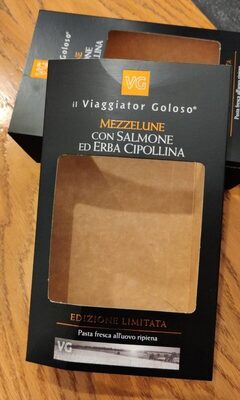 VG
il Viaggiator Goloso®
MEZZELUNE
CON SALMONE
ED ERBA CIPOLLINA
EDIZIONE LIMITATA
Pasta fresca all'uovo ripiena
VG